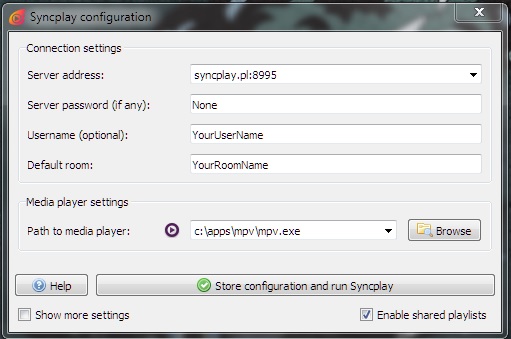 Syncplay configuration
Connection settings
Server address: syncplay.pl:8995
Server password (if any): None
Username (optional): YourUserName
Default room: YourRoomName
Media player settings
Path to media player: c:\apps\mpv\mpv.exe Browse
Help Store configuration and run Syncplay
Show more settings Enable shared playlists